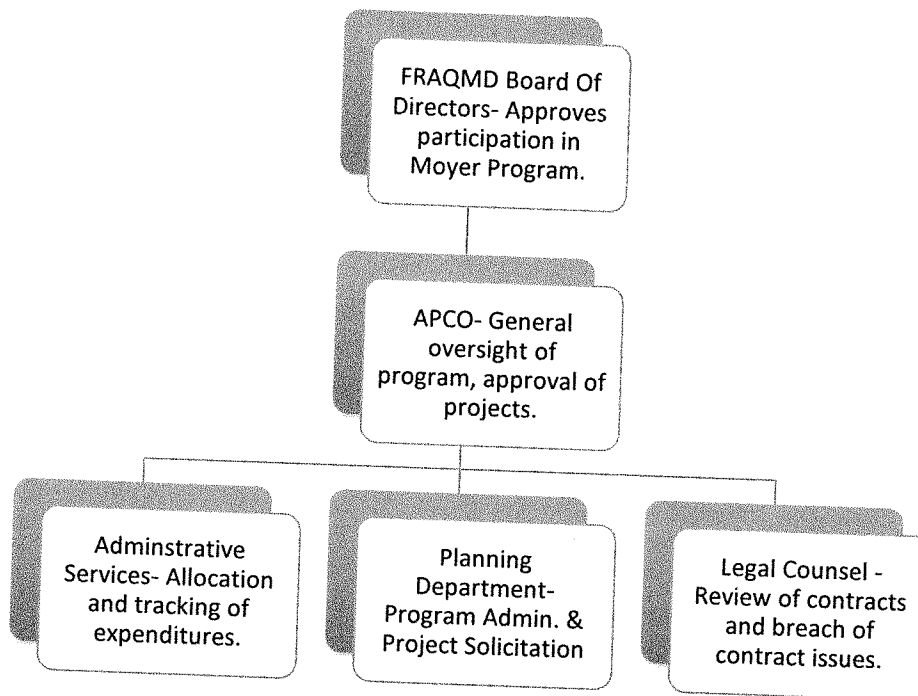 FRAQMD Board Of
Directors- Approves
participation in
Moyer Program.
APCO- General
oversight of
program, approval of
projects.
Adminstrative
Services- Allocation
and tracking of
expenditures.
Planning
Department-
Program Admin. &
Project Solicitation
Legal Counsel -
Review of contracts
and breach of
contract issues.